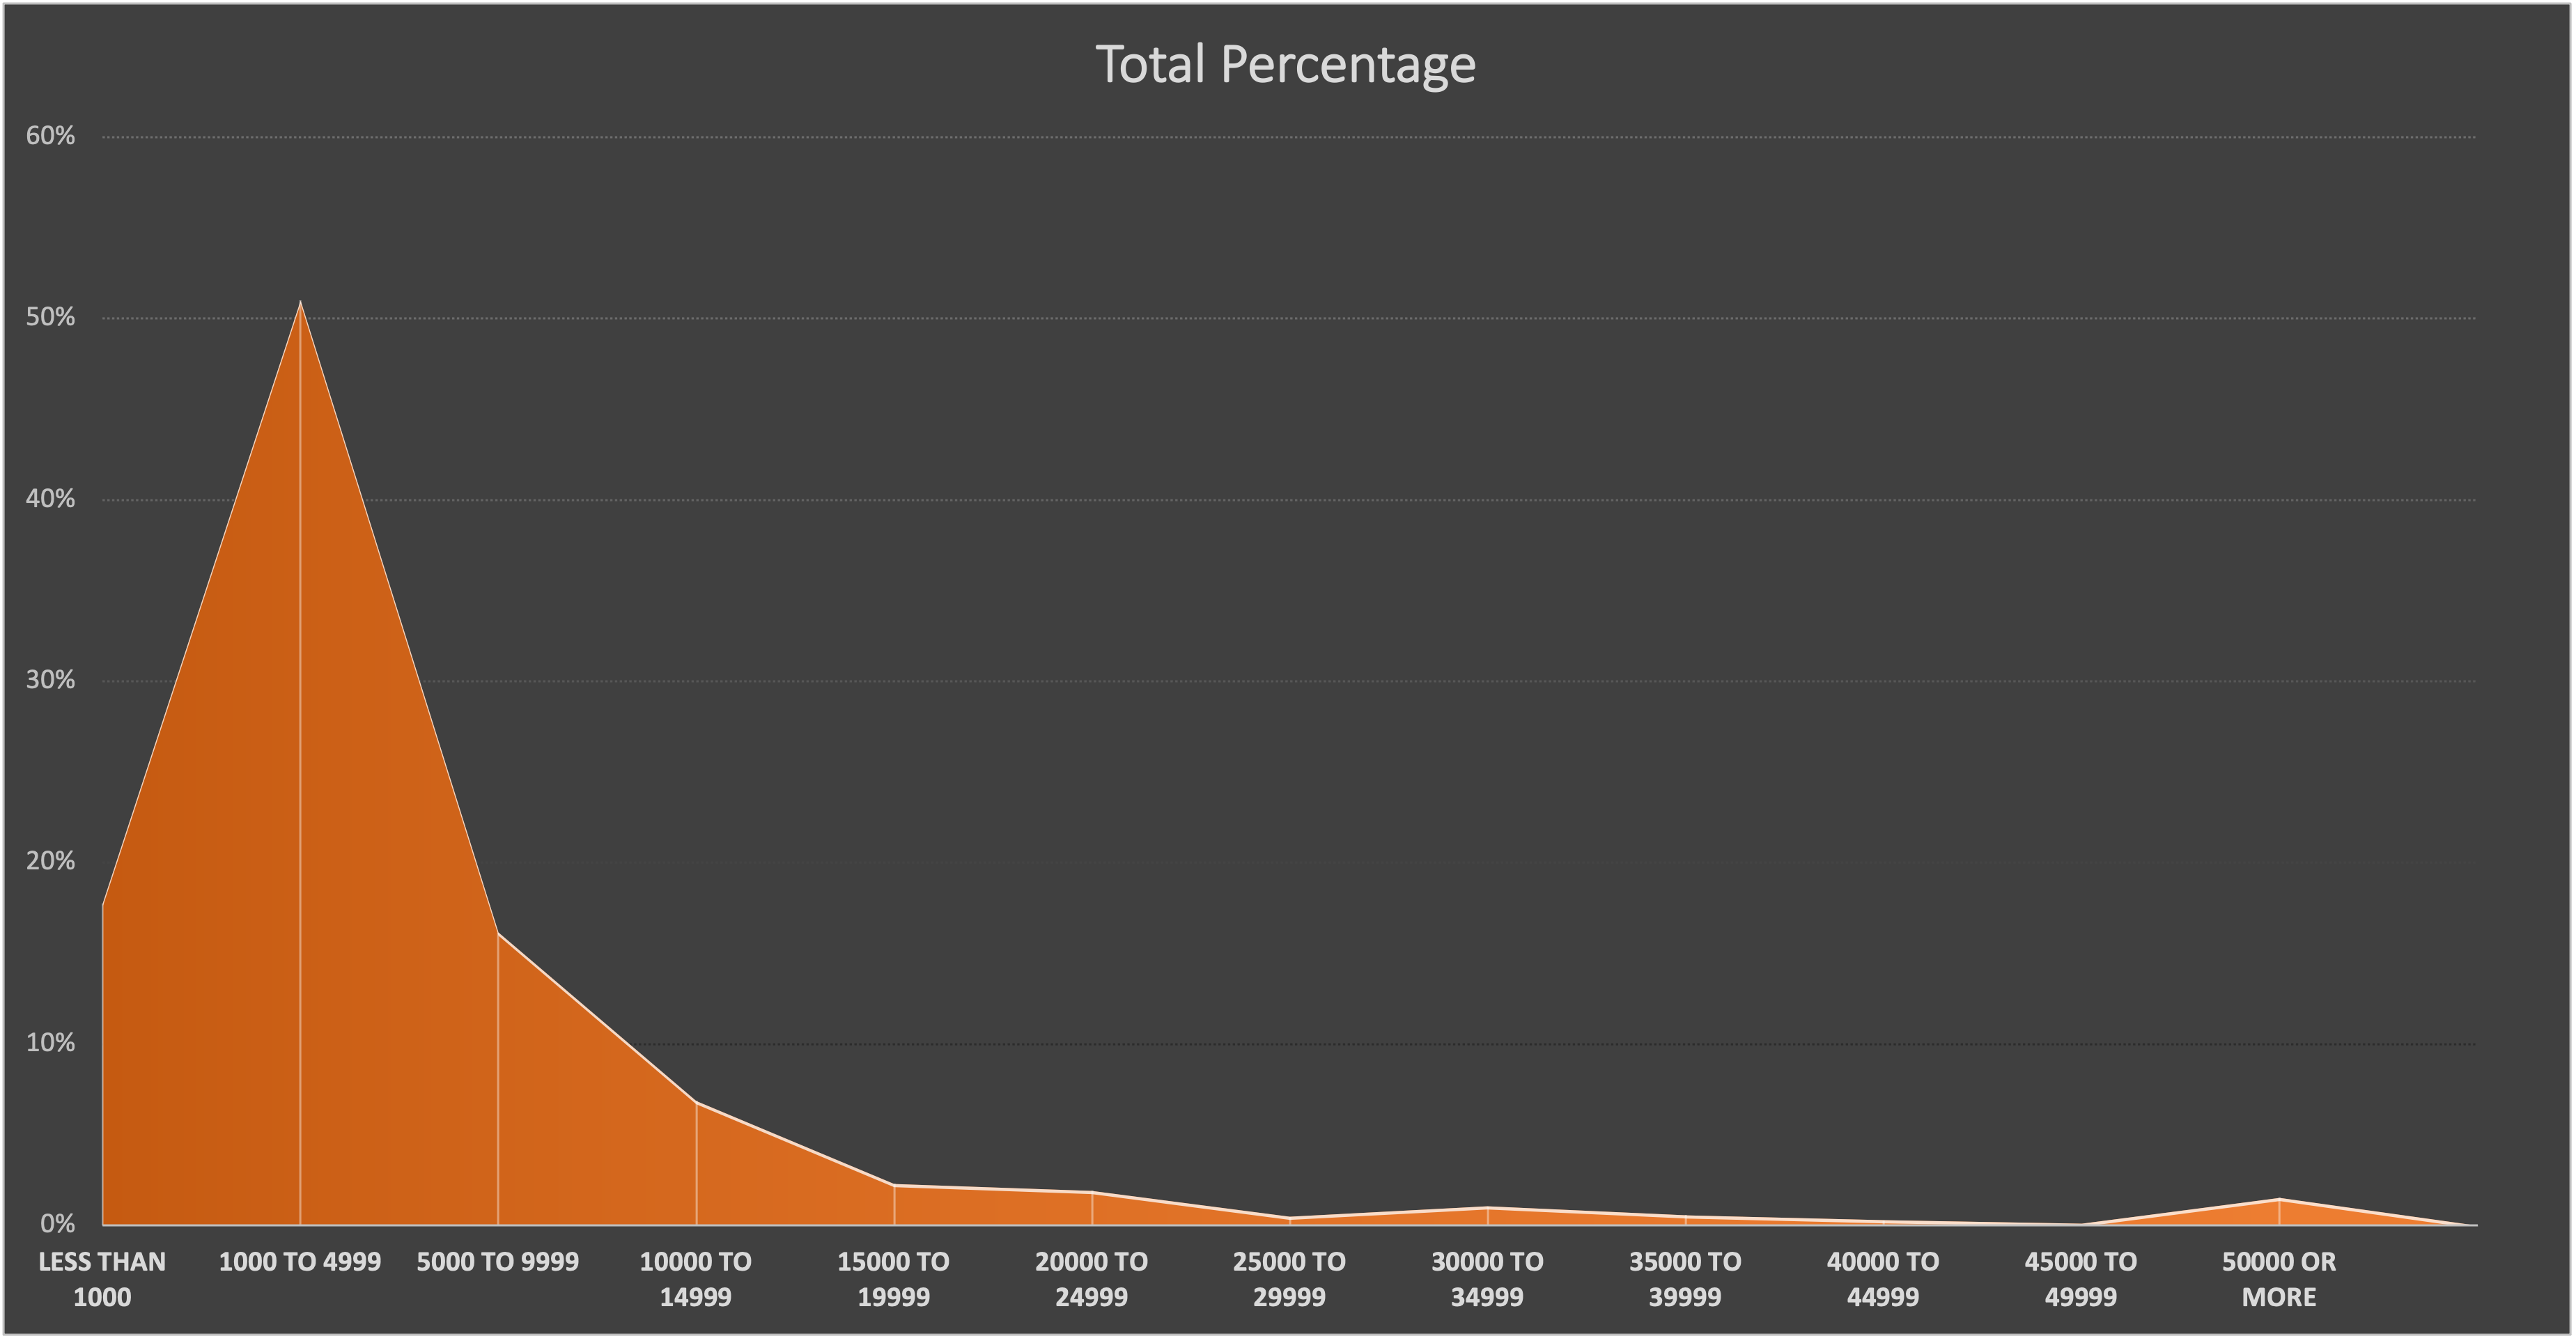 Total Percentage
60%
50%
40%
30%
20%
10%
0%
LESS THAN
1000
1000 TO 4999
5000 TO 9999
10000 TO
14999
15000 TO
19999
20000 TO
24999
25000 TO
29999
30000 TO
34999
35000 TO
39999
40000 TO
44999
45000 TO
49999
50000 OR
MORE